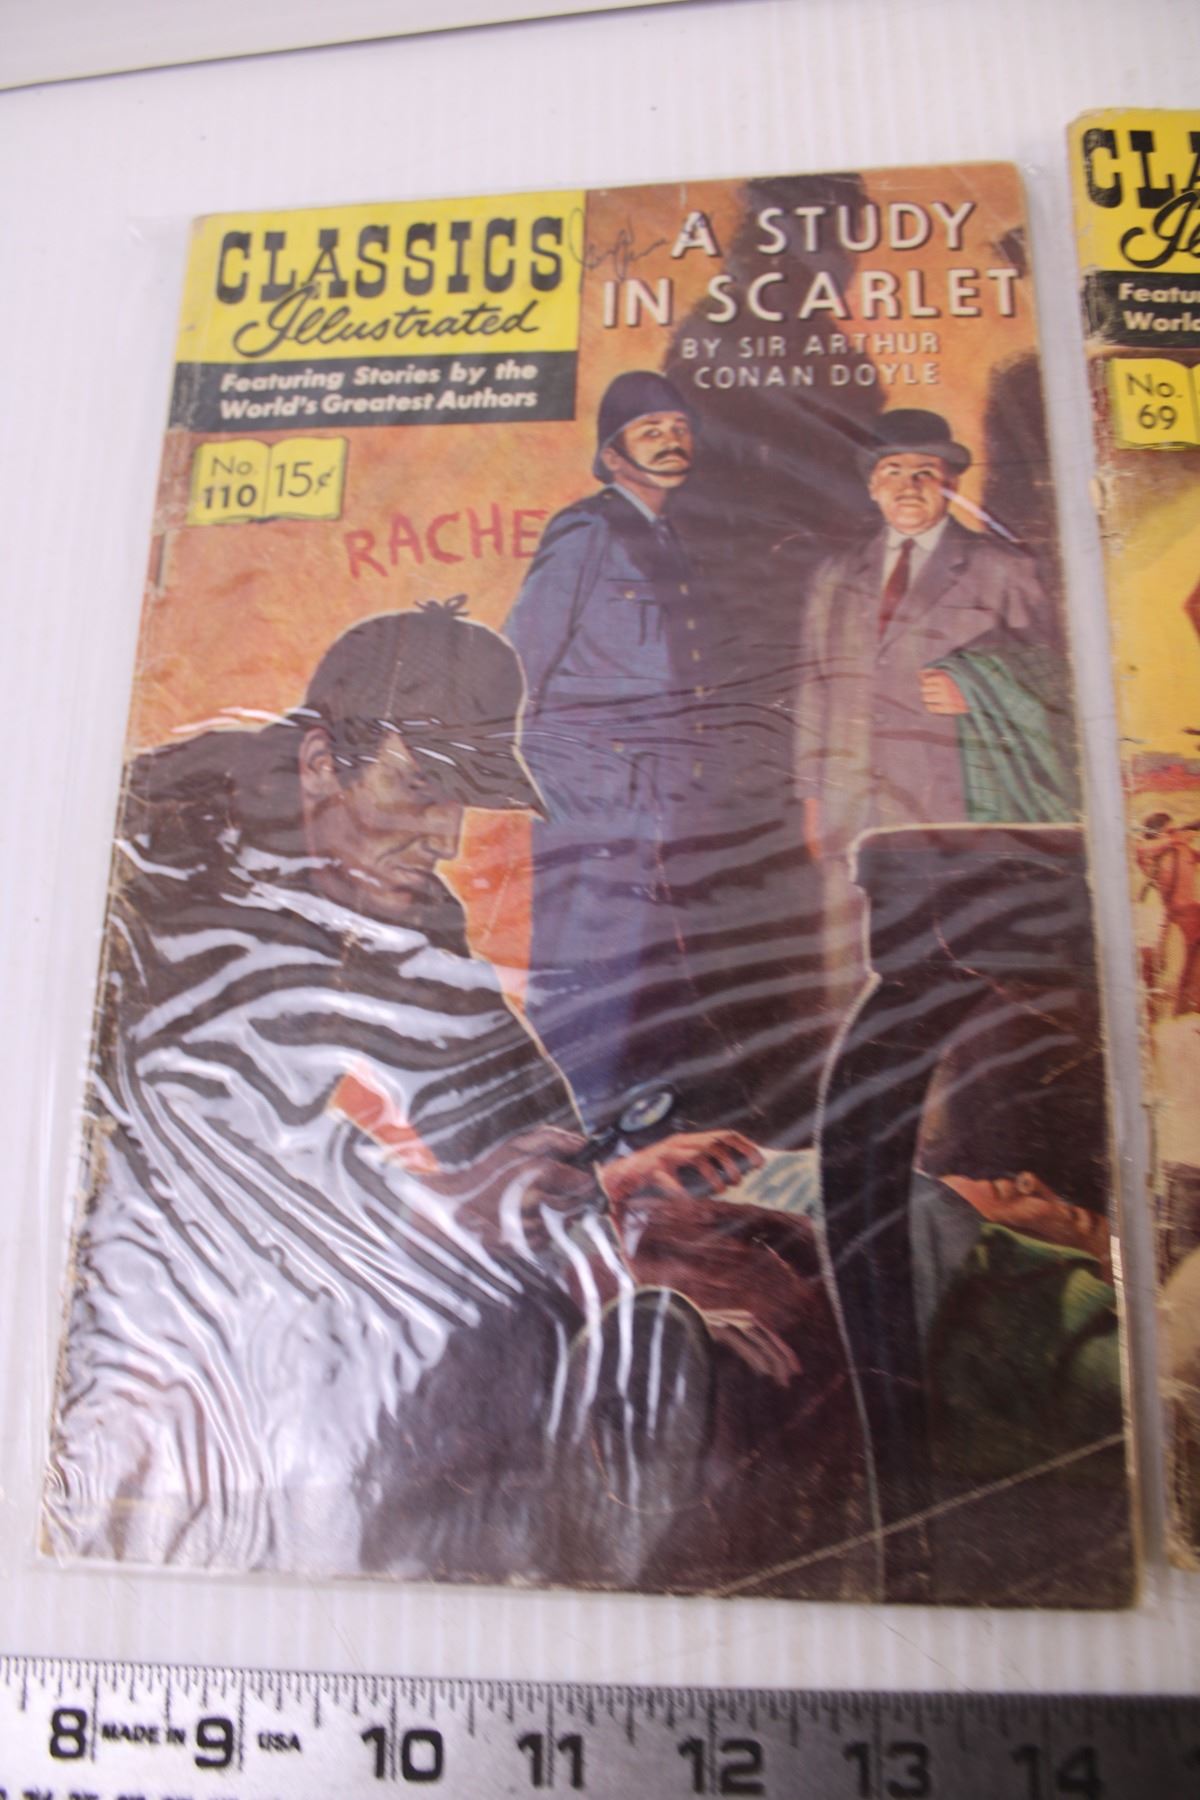 CLASSICS
Illustrated
Featuring Stories by the
World's Greatest Authors
No.
110
15¢
A STUDY
IN SCARLET
BY SIR ARTHUR
CONAN DOYLE
RACHE
No.
69
8 MADE IN 9 USA 10 11 12 13 14